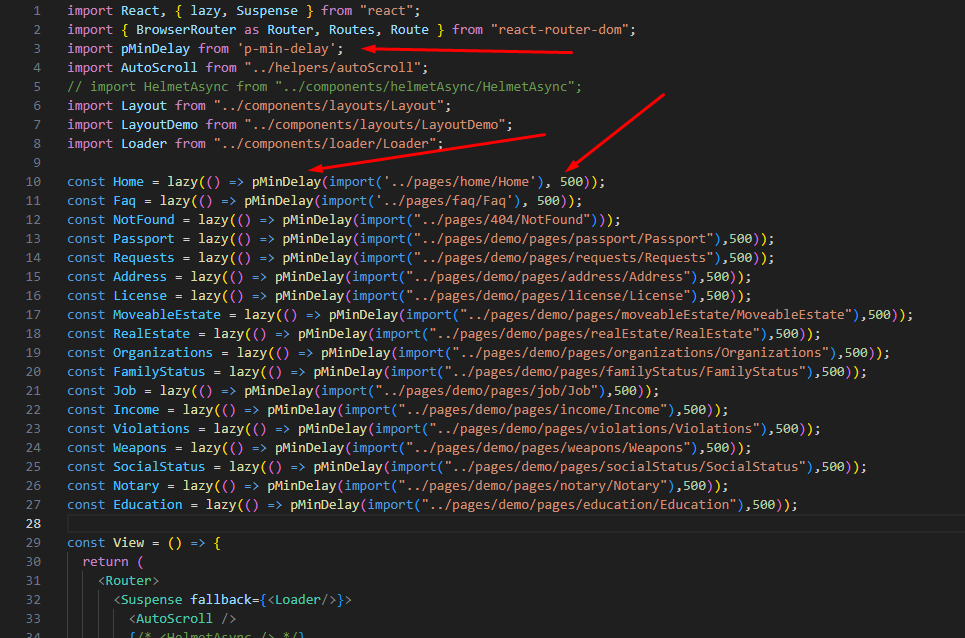 1 import React, { lazy, Suspense } from "react";
2 import { BrowserRouter as Router, Routes, Route } from "react-router-dom";
3 import pMinDelay from 'p-min-delay';
4 import AutoScroll from "../helpers/autoScroll";
5 // import HelmetAsync from "../components/helmetAsync/HelmetAsync";
6 import Layout from "../components/layouts/Layout";
7 import LayoutDemo from "../components/layouts/LayoutDemo";
8 import Loader from "../components/loader/Loader";
9
10 const Home = lazy(() => pMinDelay(import('../pages/home/Home'), 500));
11 const Faq = lazy(() => pMinDelay(import('../pages/faq/Faq'), 500));
12 const NotFound = lazy(() => pMinDelay(import("../pages/404/NotFound")));
13 const Passport = lazy(() => pMinDelay(import("../pages/demo/pages/passport/Passport"),500));
14 const Requests = lazy(() => pMinDelay(import("../pages/demo/pages/requests/Requests"),500));
15 const Address = lazy(() => pMinDelay(import("../pages/demo/pages/address/Address"),500));
16 const License = lazy(() => pMinDelay(import("../pages/demo/pages/license/License"),500));
17 const MoveableEstate = lazy(() => pMinDelay(import("../pages/demo/pages/moveableEstate/MoveableEstate"),500));
18 const RealEstate = lazy(() => pMinDelay(import("../pages/demo/pages/realEstate/RealEstate"),500));
19 const Organizations = lazy(() => pMinDelay(import("../pages/demo/pages/organizations/Organizations"),500));
20 const FamilyStatus = lazy(() => pMinDelay(import("../pages/demo/pages/familyStatus/FamilyStatus"),500));
21 const Job = lazy(() => pMinDelay(import("../pages/demo/pages/job/Job"),500));
22 const Income = lazy(() => pMinDelay(import("../pages/demo/pages/income/Income"),500));
23 const Violations = lazy(() => pMinDelay(import("../pages/demo/pages/violations/Violations"),500));
24 const Weapons = lazy(() => pMinDelay(import("../pages/demo/pages/weapons/Weapons"),500));
25 const SocialStatus = lazy(() => pMinDelay(import("../pages/demo/pages/socialStatus/SocialStatus"),500));
26 const Notary = lazy(() => pMinDelay(import("../pages/demo/pages/notary/Notary"),500));
27 const Education = lazy(() => pMinDelay(import("../pages/demo/pages/education/Education"),500));
28
29 const View = () => {
30 return (
31 <Router>
32 <Suspense fallback={<Loader/>}>
33 <AutoScroll />
34 {/* <HelmetAsync /> */}